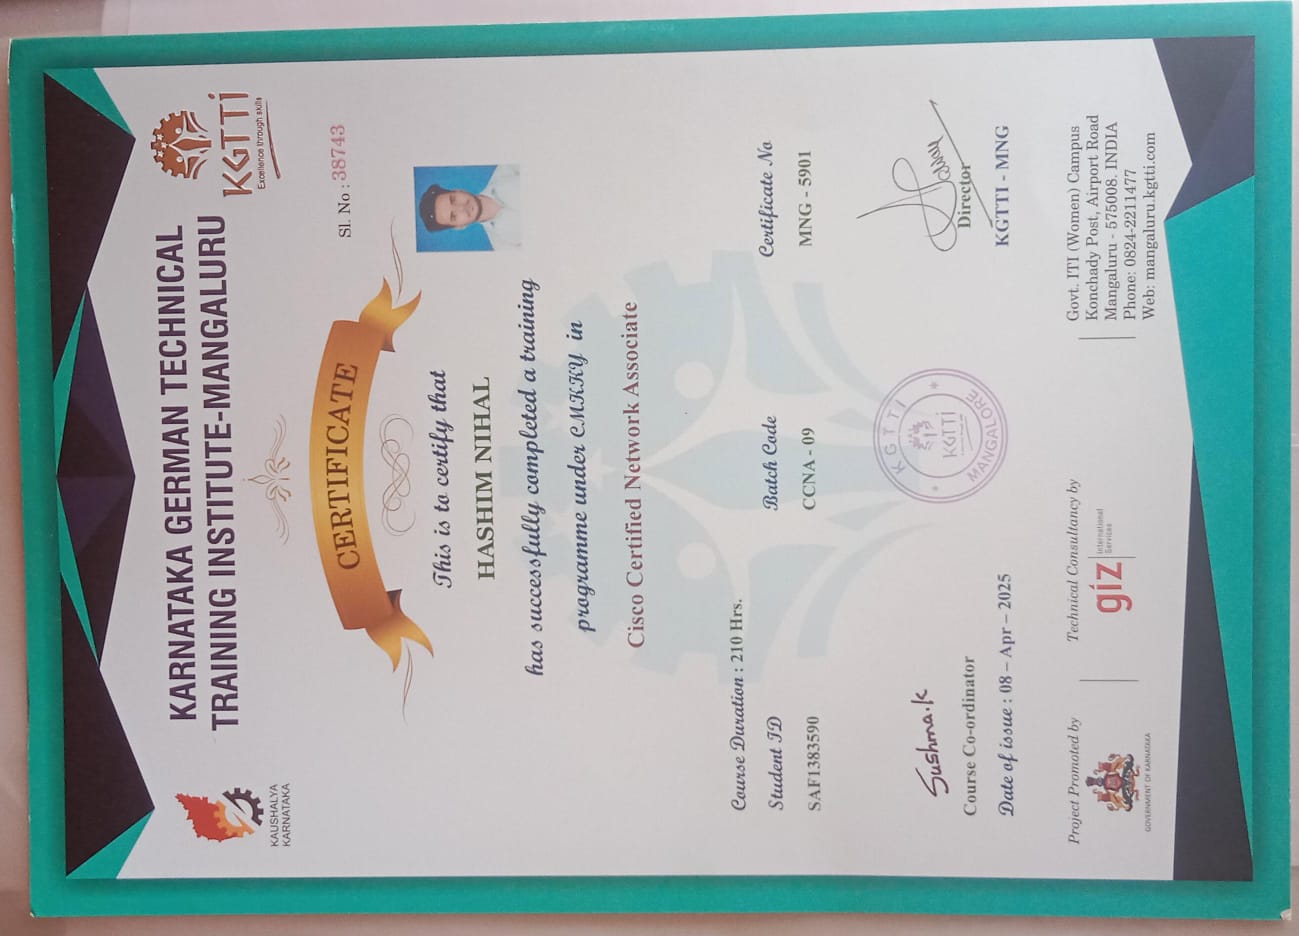 KAUSHALYA
KARNATAKA
KARNATAKA GERMAN TECHNICAL
TRAINING INSTITUTE-MANGALURU
KGTTI
Excellence through skills
Sl. No : 38743
CERTIFICATE
This is to certify that
HASHIM NIHAL
has successfully completed a training
programme under CMKKY in
Cisco Certified Network Associate
Course Duration : 210 Hrs.
Student ID
SAF1383590
Batch Code
CCNA - 09
Certificate No
MNG - 5901
Sushma.K
Course Co-ordinator
Date of issue : 08 – Apr – 2025
* KGTTI *
KGTTI
MANGALORE
Director
KGTTI - MNG
Project Promoted by
GOVERNMENT OF KARNATAKA
Technical Consultancy by
giz International
Services
Govt. ITI (Women) Campus
Konchady Post, Airport Road
Mangaluru - 575008. INDIA
Phone: 0824-2211477
Web: mangaluru.kgtti.com